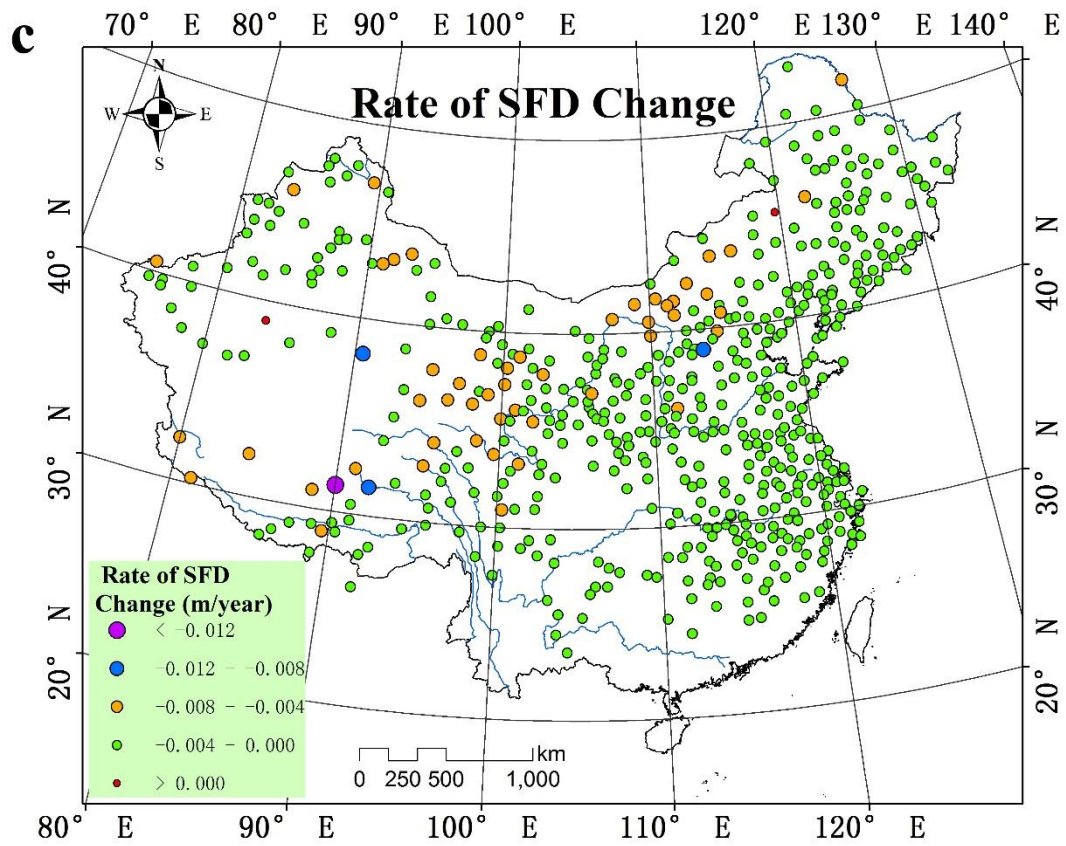 c
70° E 80° E 90° E 100° E 120° E 130° E 140° E
N
W E
S
Rate of SFD Change
40° N
30° N
20° N
40° N
30° N
20° N
Rate of SFD
Change (m/year)
< -0.012
-0.012 - -0.008
-0.008 - -0.004
-0.004 - 0.000
> 0.000
km
0 250 500 1,000
80° E 90° E 100° E 110° E 120° E